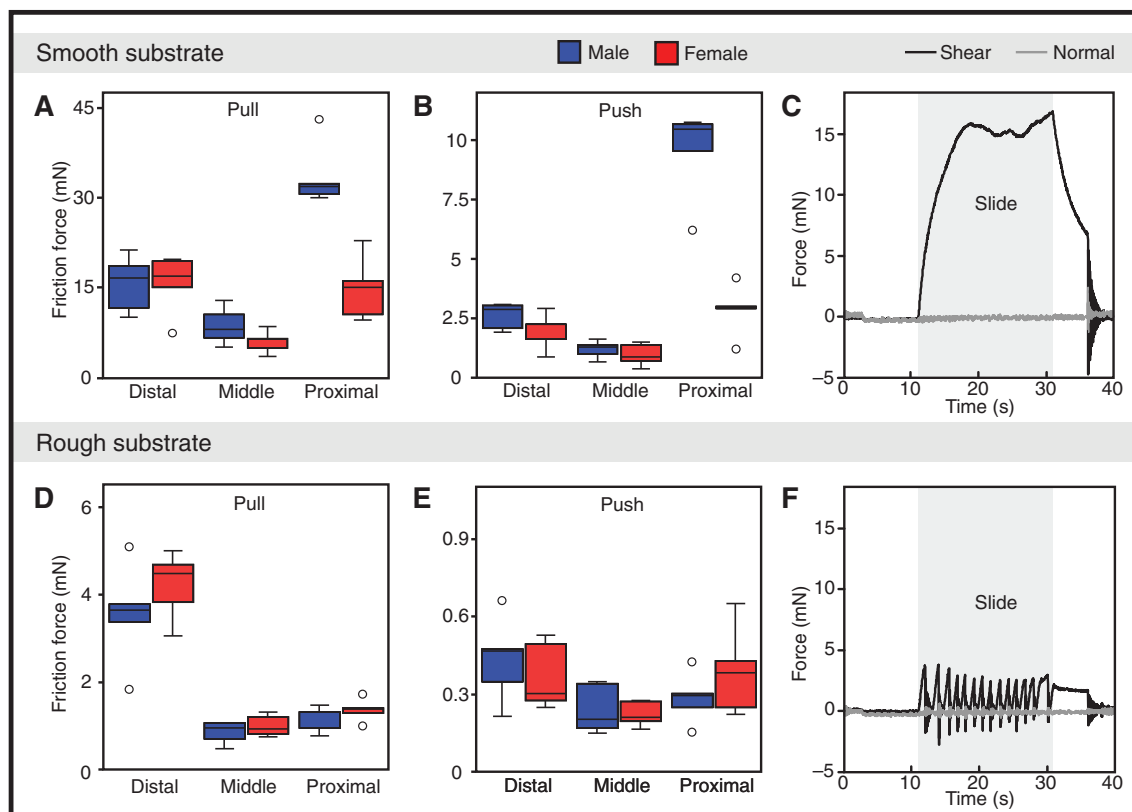 Smooth substrate Male Female Shear Normal
A Pull
Friction force (mN)
45
30
15
0
Distal Middle Proximal
B Push
10
7.5
5
2.5
0
Distal Middle Proximal
C
Force (mN)
15
10
5
0
–5
Slide
0 10 20 30 40
Time (s)
Rough substrate
D Pull
Friction force (mN)
6
4
2
0
Distal Middle Proximal
E Push
0.9
0.6
0.3
0
Distal Middle Proximal
F
Force (mN)
15
10
5
0
–5
Slide
0 10 20 30 40
Time (s)